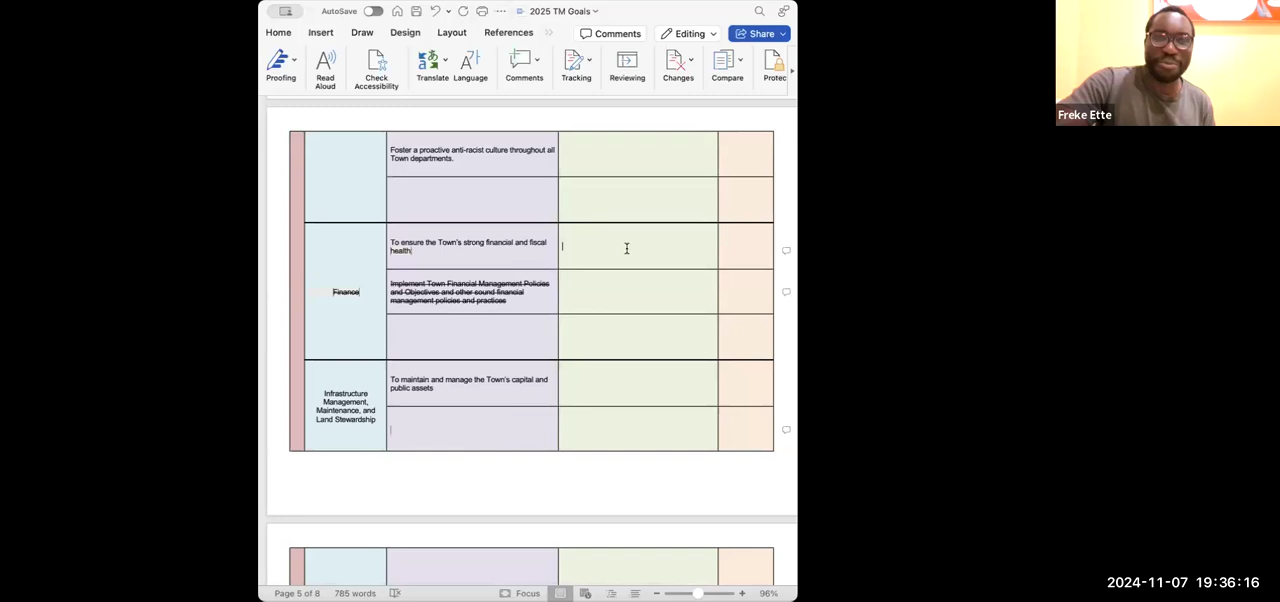 AutoSave
2025 TM Goals
Home
Insert
Draw
Design
Layout
References
Comments
Editing
Share
Proofing
Read
Aloud
Check
Accessibility
Translate
Language
Comments
Tracking
Reviewing
Changes
Compare
Protec
Freke Ette
Foster a proactive anti-racist culture throughout all
Town departments.
To ensure the Town's strong financial and fiscal
health
Finance
Implement Town Financial Management Policies
and Objectives and other sound financial
management policies and practices
To maintain and manage the Town's capital and
public assets
Infrastructure
Management,
Maintenance, and
Land Stewardship
Page 5 of 8
785 words
Focus
96%
2024-11-07 19:36:16